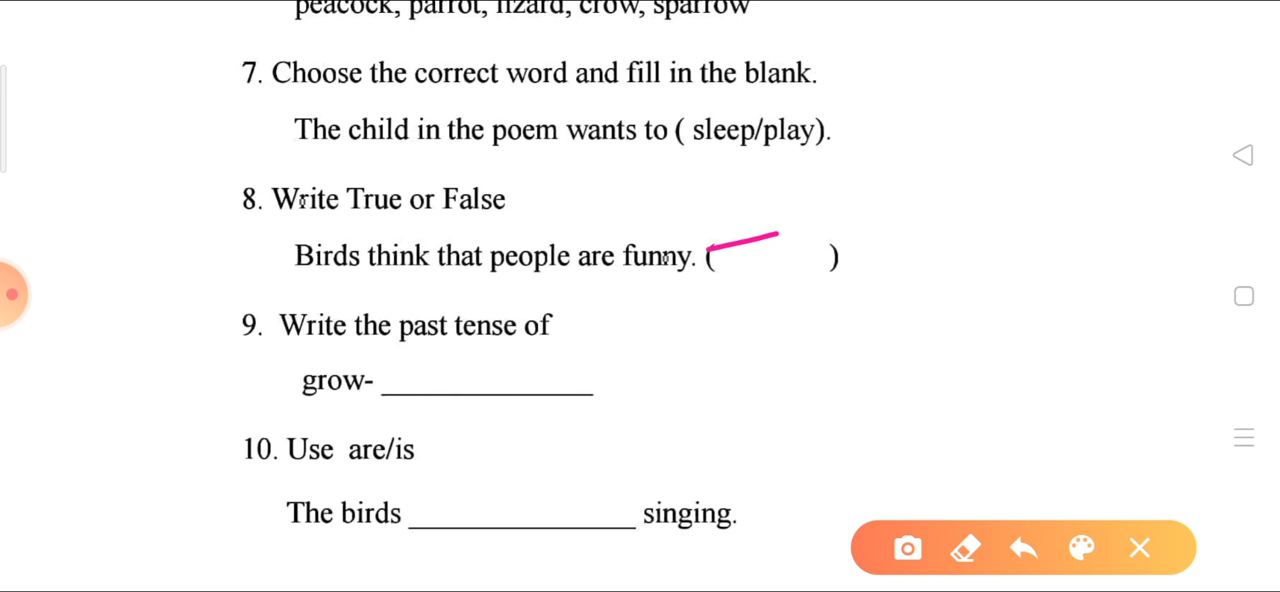 peacock, parrot, lizard, crow, sparrow
7. Choose the correct word and fill in the blank.
The child in the poem wants to ( sleep/play).
8. Write True or False
Birds think that people are funny. ( )
9. Write the past tense of
grow- ______________
10. Use are/is
The birds _______________ singing.